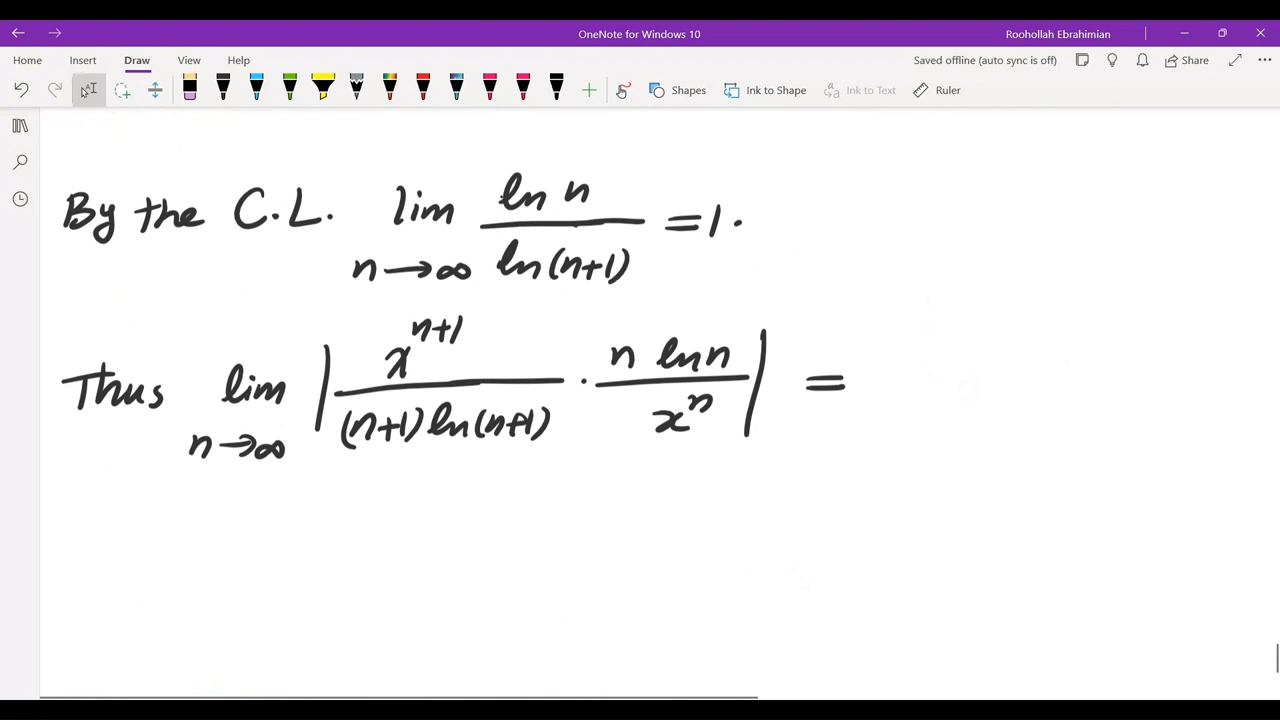 OneNote for Windows 10
Roohollah Ebrahimian
Home Insert Draw View Help
Saved offline (auto sync is off)
Share
Shapes Ink to Shape Ink to Text Ruler
By the C.L. lim n→∞ ln n / ln(n+1) = 1.
Thus lim n→∞ | x^(n+1) / ((n+1) ln(n+1)) · n ln n / x^n | =